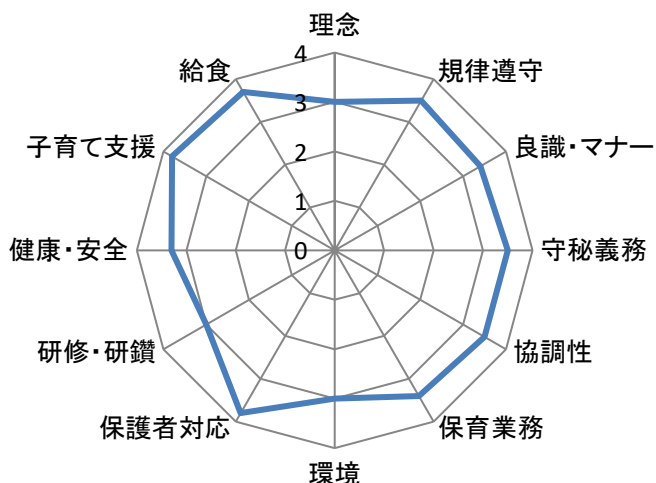 理念
規律遵守
良識・マナー
守秘義務
協調性
保育業務
環境
保護者対応
研修・研鑽
健康・安全
子育て支援
給食
4
3
2
1
0